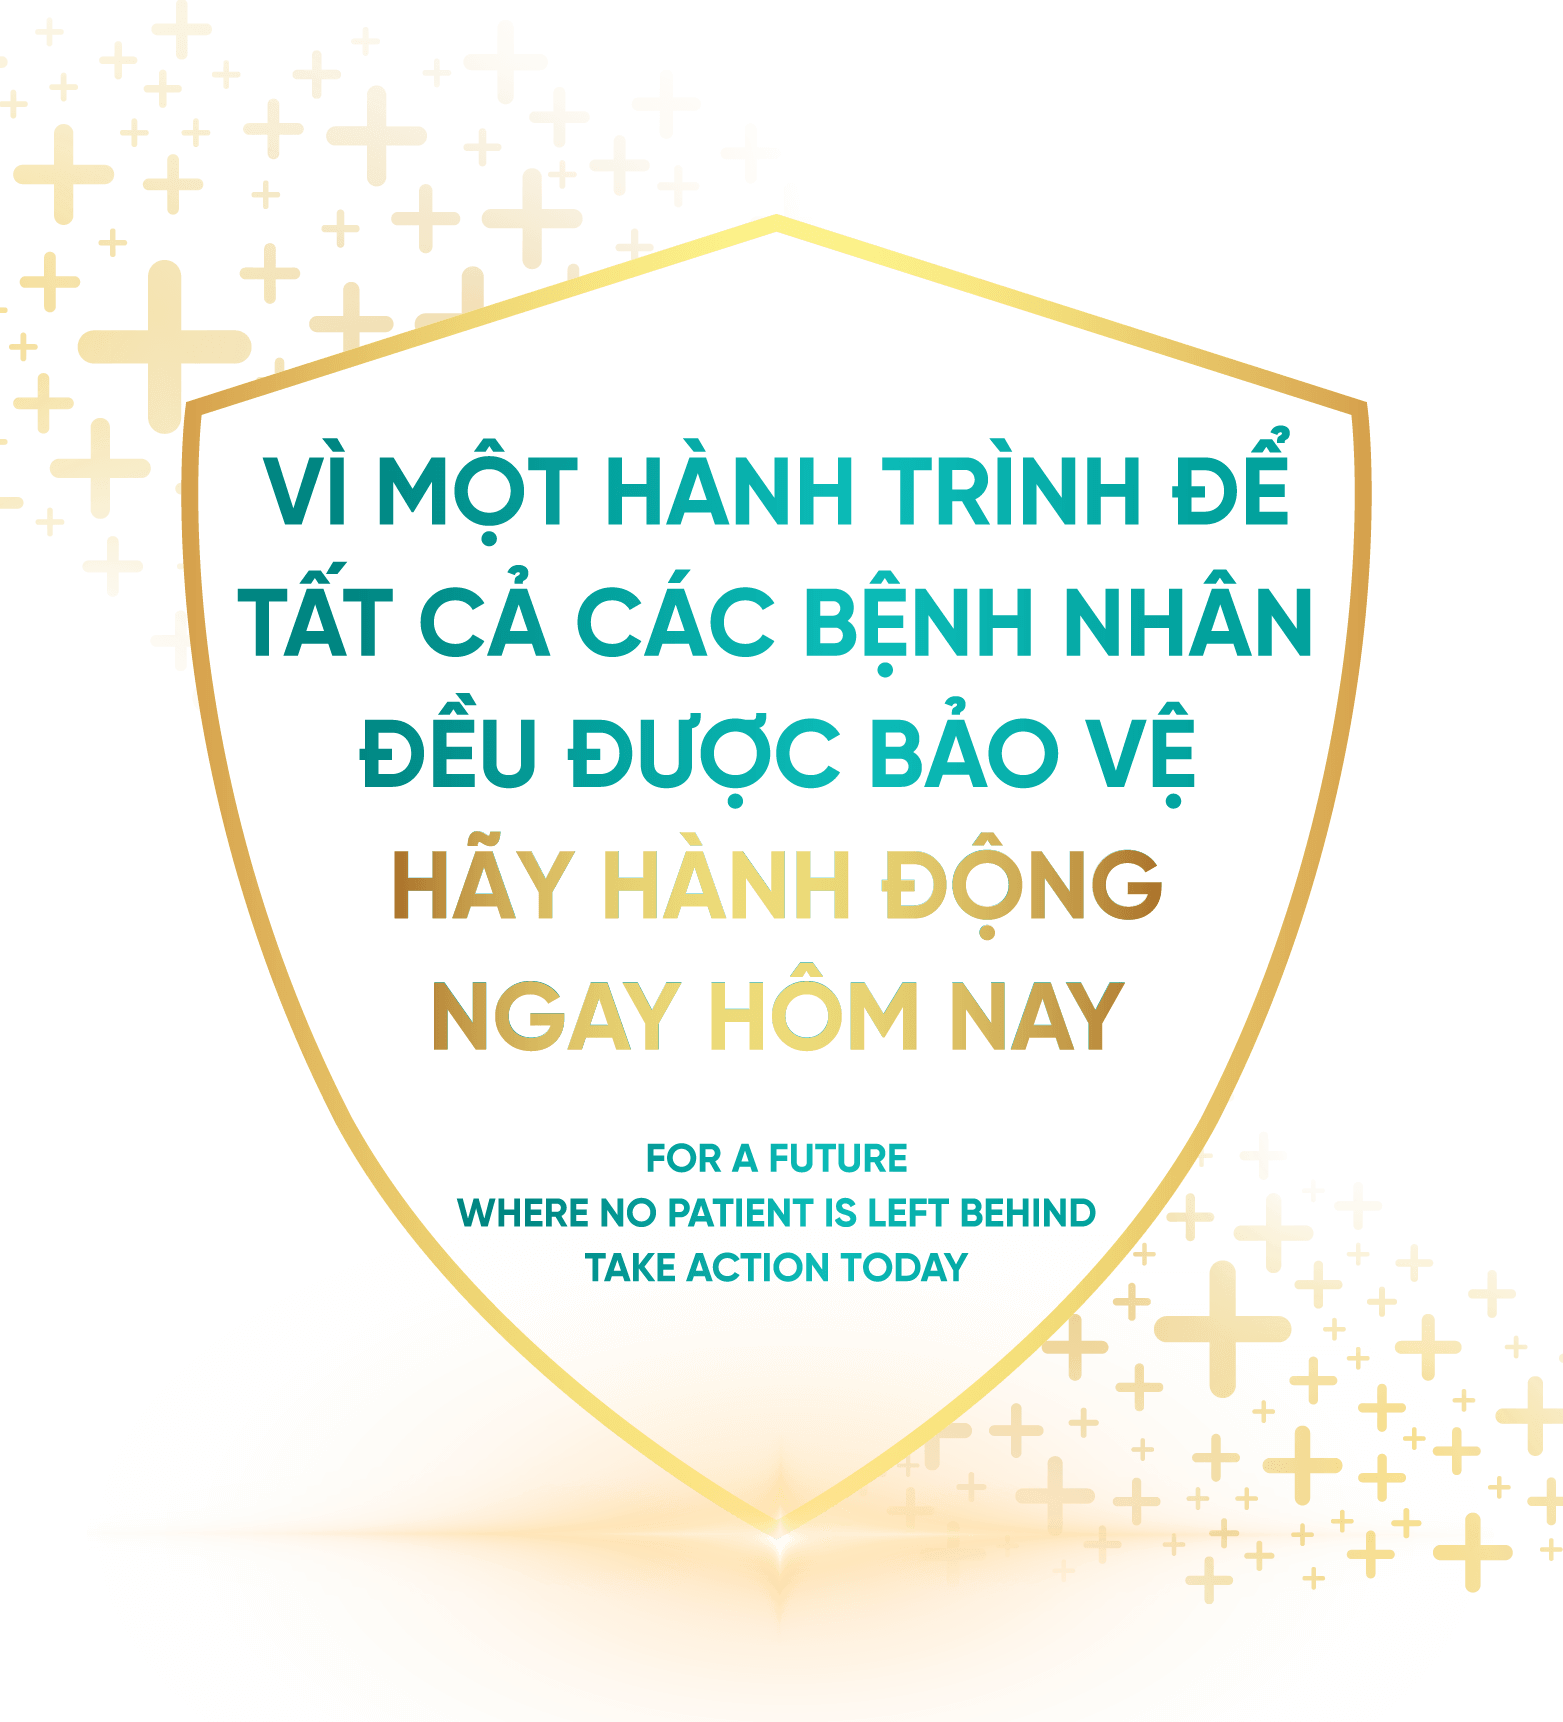 VÌ MỘT HÀNH TRÌNH ĐỂ
TẤT CẢ CÁC BỆNH NHÂN
ĐỀU ĐƯỢC BẢO VỆ
HÃY HÀNH ĐỘNG
NGAY HÔM NAY
FOR A FUTURE
WHERE NO PATIENT IS LEFT BEHIND
TAKE ACTION TODAY